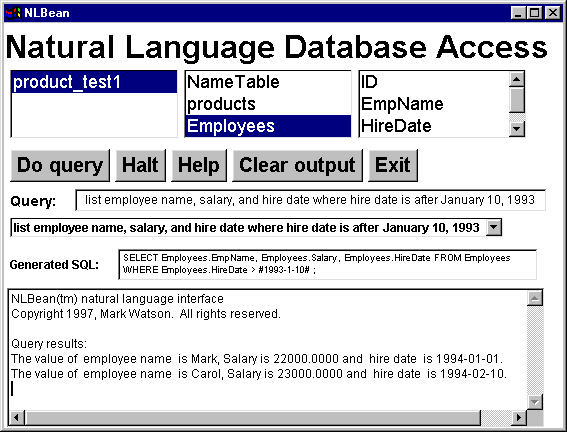 NLBean
Natural Language Database Access
product_test1
NameTable
products
Employees
ID
EmpName
HireDate
Do query Halt Help Clear output Exit
Query: list employee name, salary, and hire date where hire date is after January 10, 1993
list employee name, salary, and hire date where hire date is after January 10, 1993
Generated SQL: SELECT Employees.EmpName, Employees.Salary, Employees.HireDate FROM Employees
WHERE Employees.HireDate > #1993-1-10# ;
NLBean(tm) natural language interface
Copyright 1997, Mark Watson. All rights reserved.
Query results:
The value of employee name is Mark, Salary is 22000.0000 and hire date is 1994-01-01.
The value of employee name is Carol, Salary is 23000.0000 and hire date is 1994-02-10.